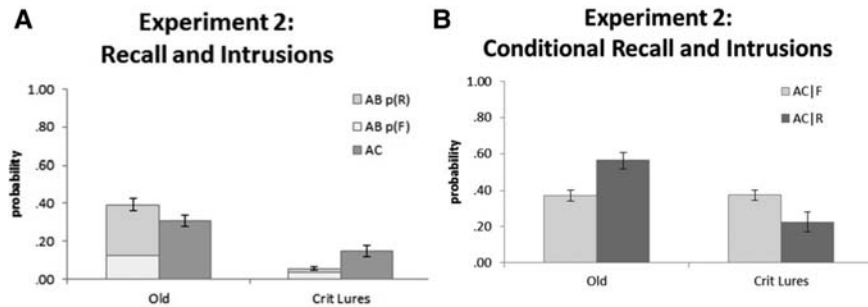 A
Experiment 2:
Recall and Intrusions
1.00
.80
.60
.40
.20
.00
probability
AB p(R)
AB p(F)
AC
Old
Crit Lures
B
Experiment 2:
Conditional Recall and Intrusions
1.00
.80
.60
.40
.20
.00
probability
AC|F
AC|R
Old
Crit Lures